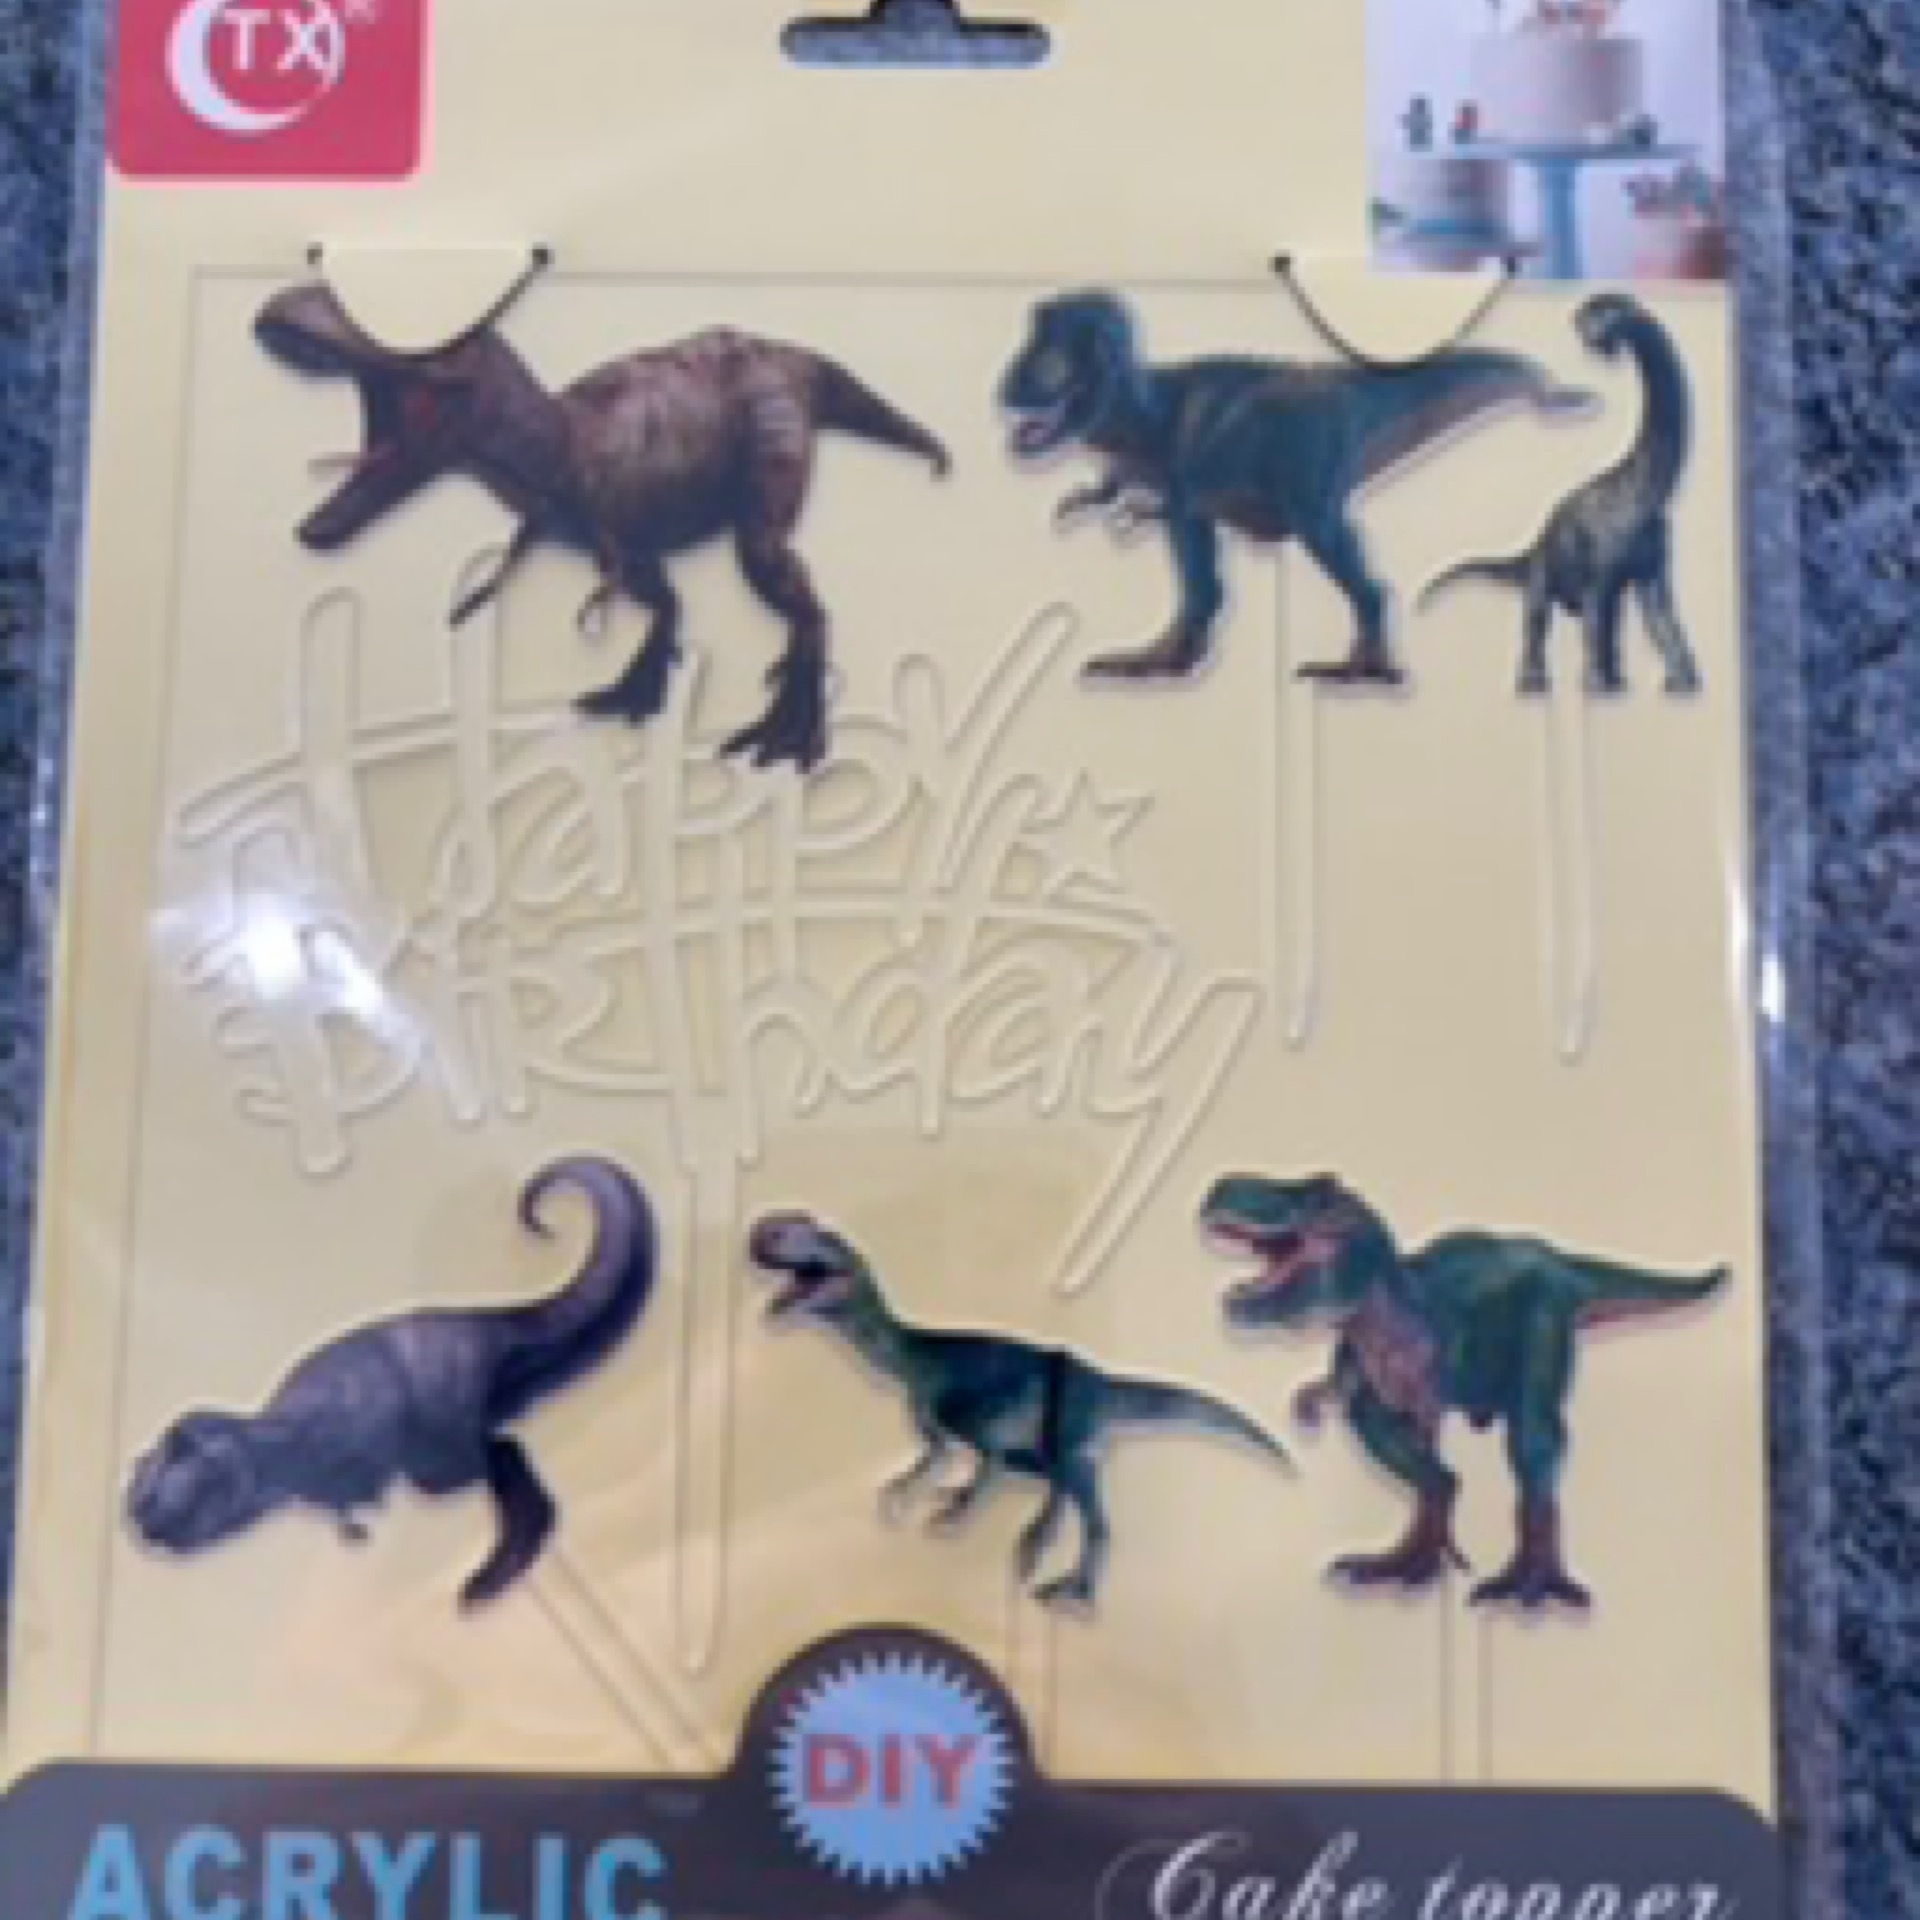 TX®
Happy
Birthday
DIY
ACRYLIC
Cake topper